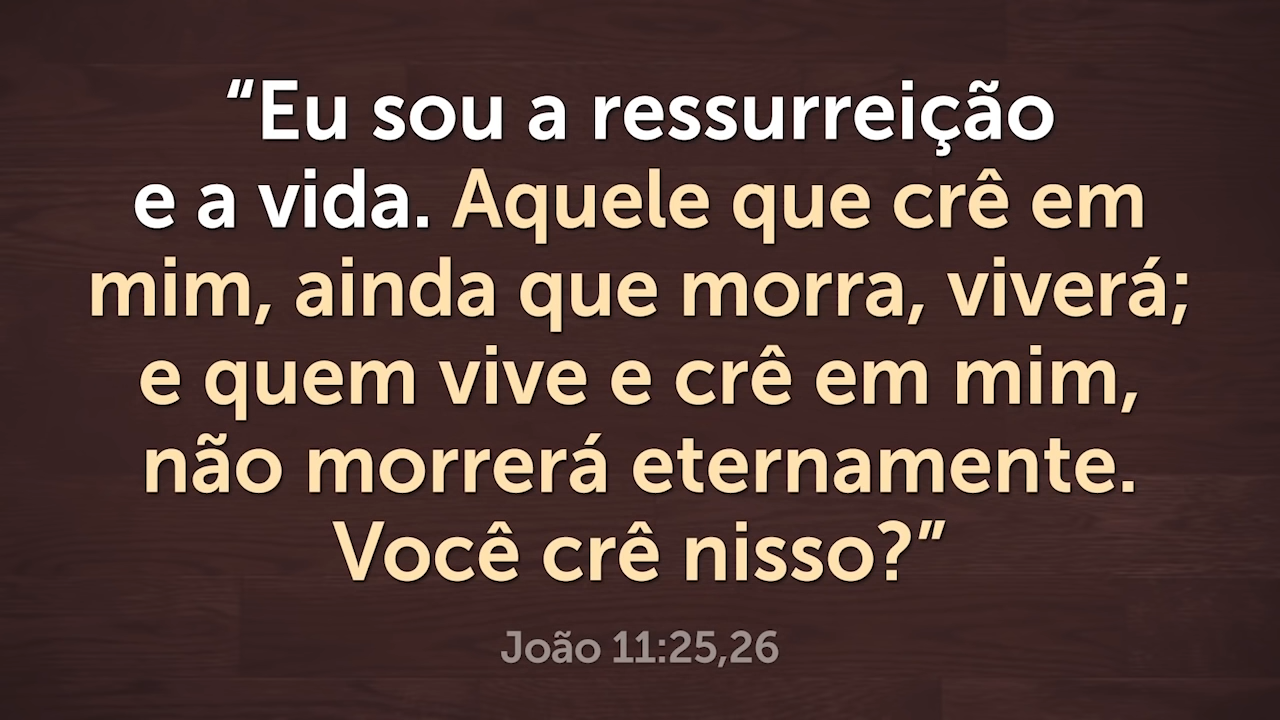 “Eu sou a ressurreição
e a vida. Aquele que crê em
mim, ainda que morra, viverá;
e quem vive e crê em mim,
não morrerá eternamente.
Você crê nisso?”
João 11:25,26